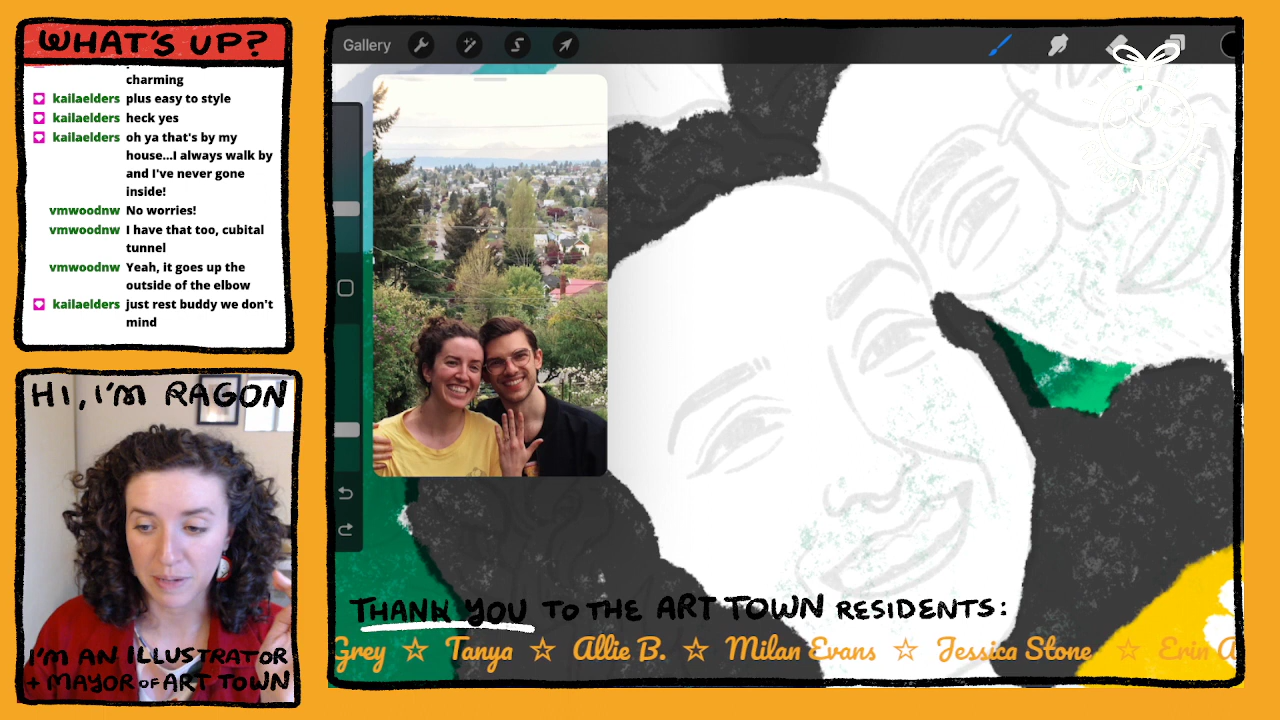 WHAT'S UP?
charming
kailaelders plus easy to style
kailaelders heck yes
kailaelders oh ya that's by my
house...I always walk by
and I've never gone
inside!
vmwoodnw No worries!
vmwoodnw I have that too, cubital
tunnel
vmwoodnw Yeah, it goes up the
outside of the elbow
kailaelders just rest buddy we don't
mind
HI, I'M RAGON
I'M AN ILLUSTRATOR
+ MAYOR OF ART TOWN
Gallery
THANK YOU TO THE ART TOWN RESIDENTS:
Grey ☆ Tanya ☆ Allie B. ☆ Milan Evans ☆ Jessica Stone ☆ Erin